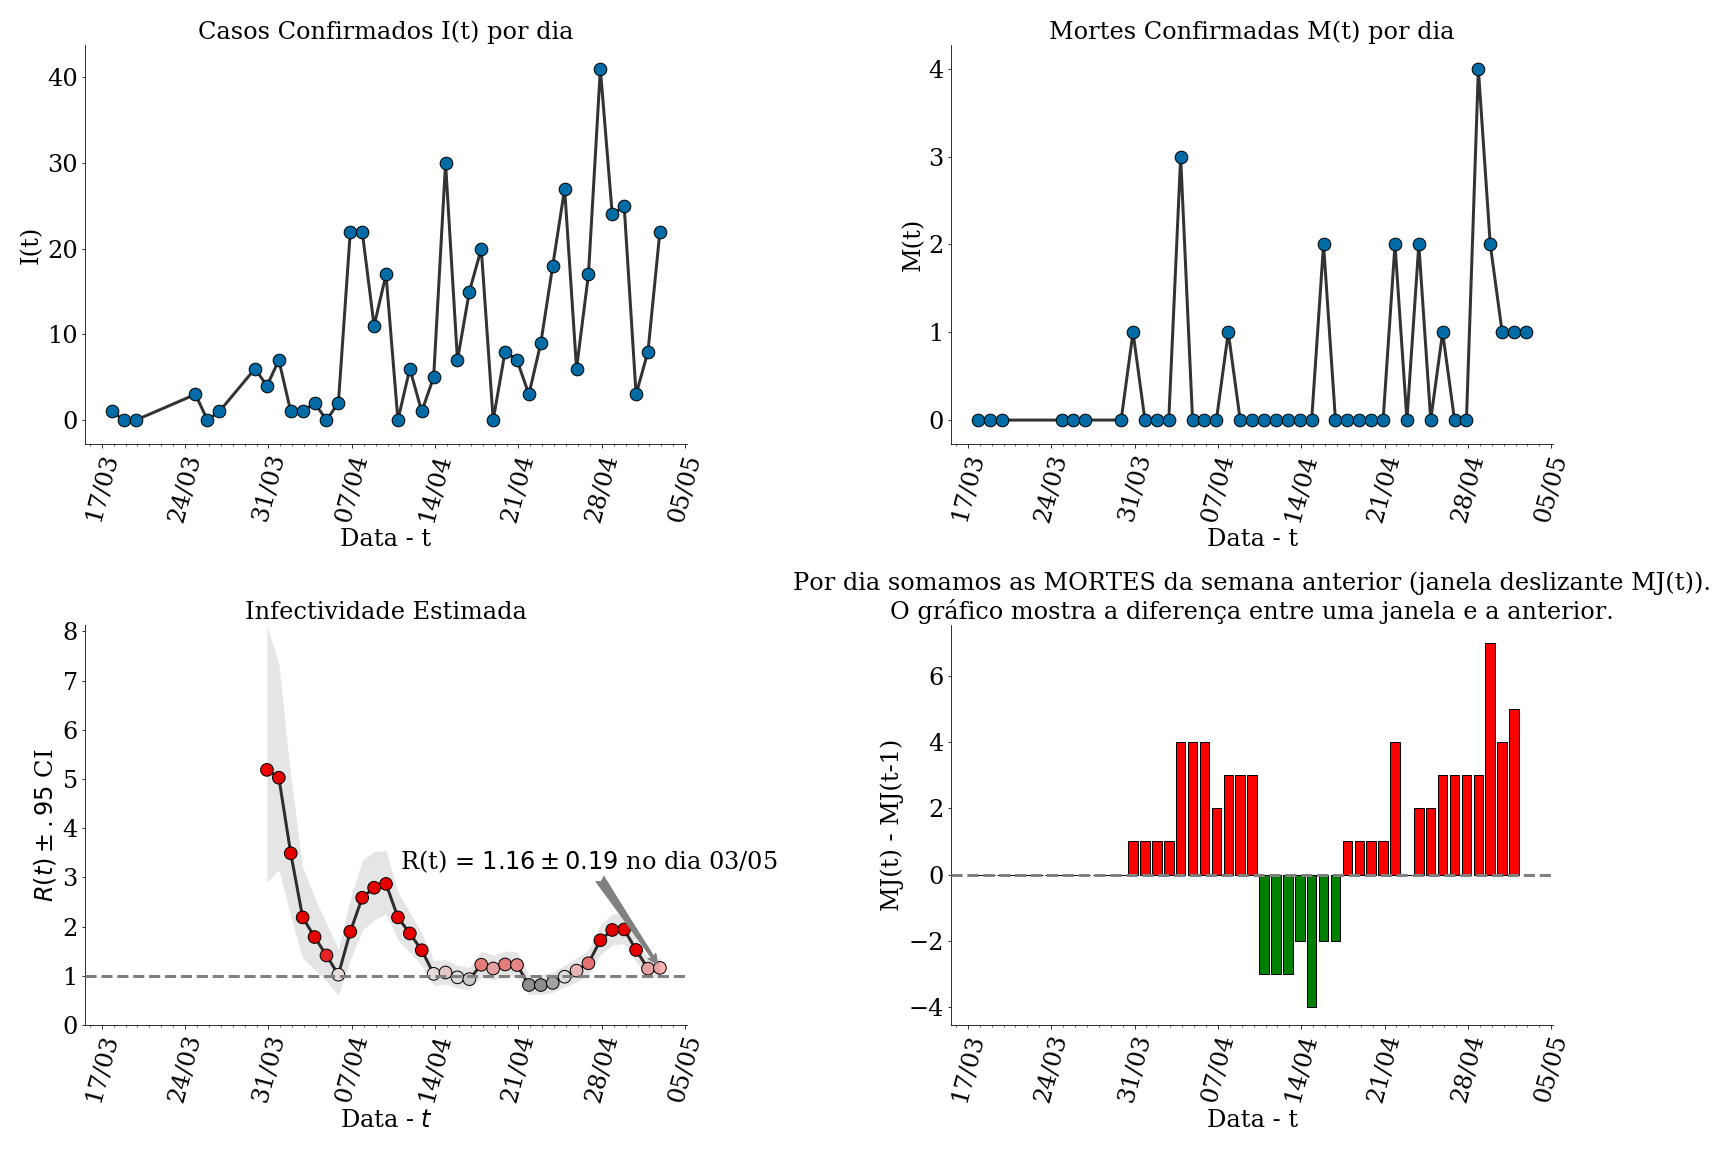 Casos Confirmados I(t) por dia
I(t)
40
30
20
10
0
17/03 24/03 31/03 07/04 14/04 21/04 28/04 05/05
Data - t
Mortes Confirmadas M(t) por dia
M(t)
4
3
2
1
0
17/03 24/03 31/03 07/04 14/04 21/04 28/04 05/05
Data - t
Infectividade Estimada
R(t) ± .95 CI
8
7
6
5
4
3
2
1
0
R(t) = 1.16 ± 0.19 no dia 03/05
17/03 24/03 31/03 07/04 14/04 21/04 28/04 05/05
Data - t
Por dia somamos as MORTES da semana anterior (janela deslizante MJ(t)).
O gráfico mostra a diferença entre uma janela e a anterior.
MJ(t) - MJ(t-1)
6
4
2
0
−2
−4
17/03 24/03 31/03 07/04 14/04 21/04 28/04 05/05
Data - t